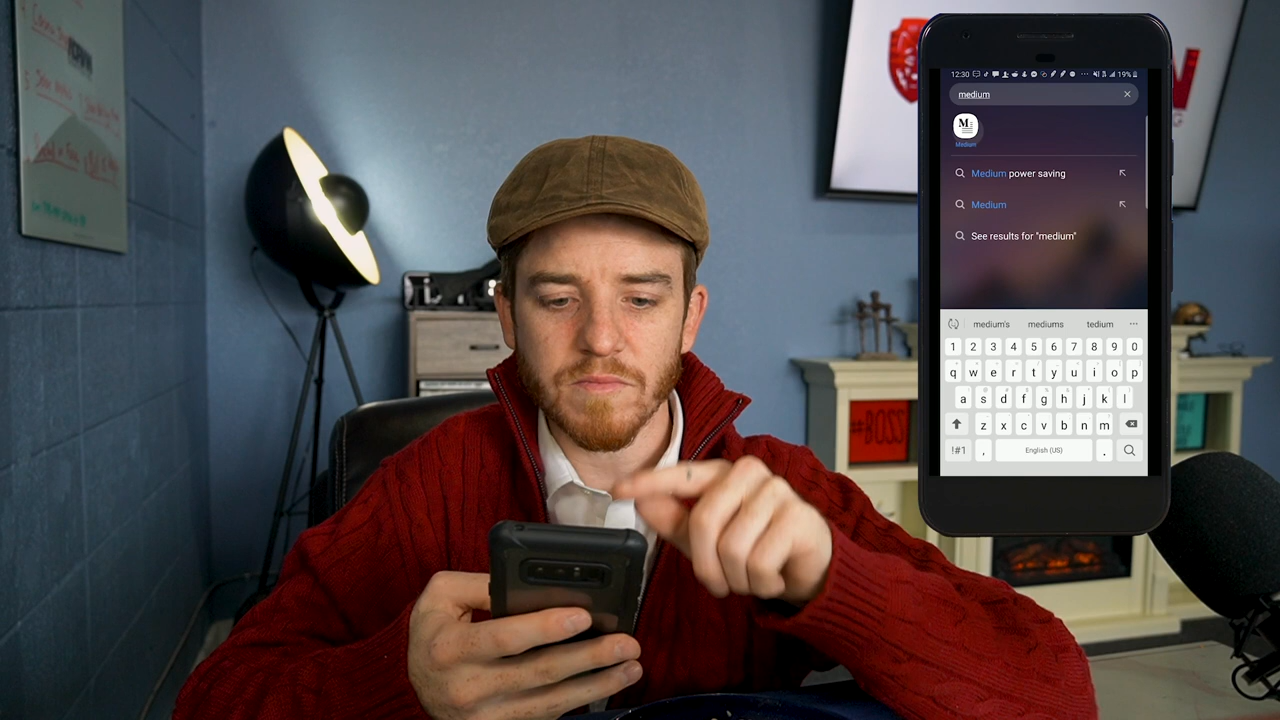 12:30
19%
medium
M
Medium
Medium power saving
Medium
See results for "medium"
medium's mediums tedium
1 2 3 4 5 6 7 8 9 0
q w e r t y u i o p
a s d f g h j k l
z x c v b n m
!#1 , English (US) .
#BOSS